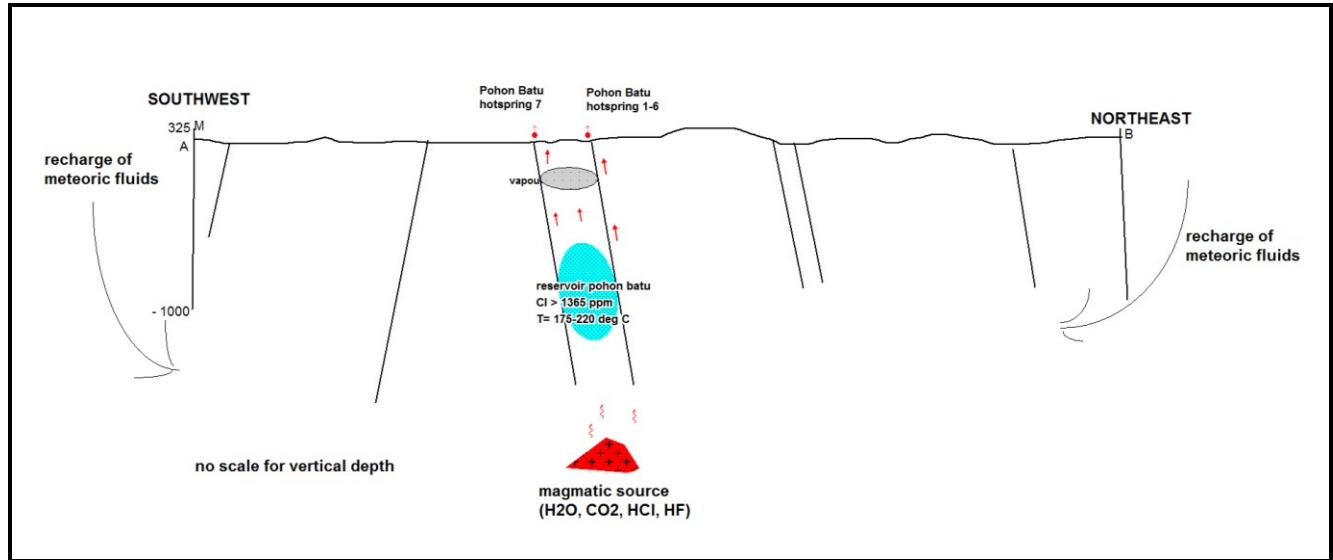 Pohon Batu
hotspring 7
Pohon Batu
hotspring 1-6
SOUTHWEST
NORTHEAST
325 M
A
B
recharge of
meteoric fluids
vapou
recharge of
meteoric fluids
reservoir pohon batu
Cl > 1365 ppm
T= 175-220 deg C
- 1000
no scale for vertical depth
magmatic source
(H2O, CO2, HCl, HF)